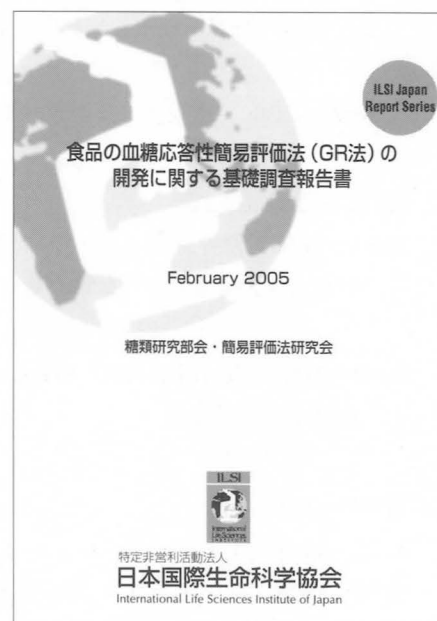 ILSI Japan
Report Series
食品の血糖応答性簡易評価法（GR法）の
開発に関する基礎調査報告書
February 2005
糖類研究部会・簡易評価法研究会
ILSI
International
Life Sciences
INSTITUTE
特定非営利活動法人
日本国際生命科学協会
International Life Sciences Institute of Japan